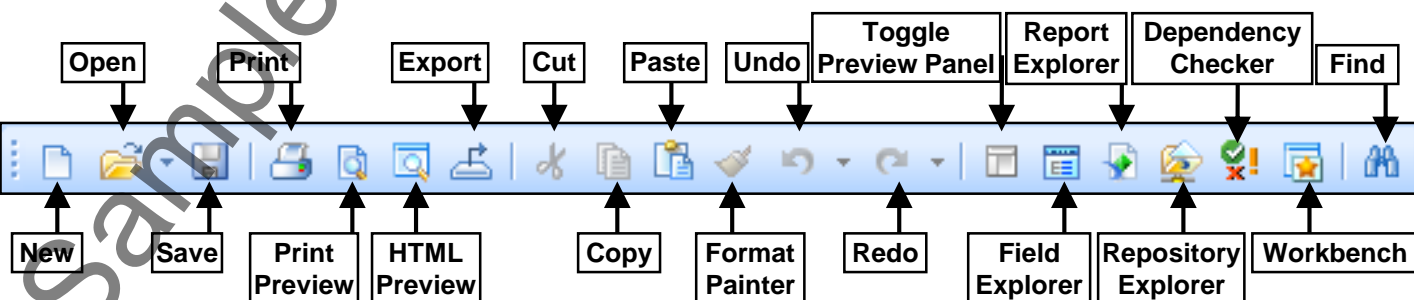 Toggle
Preview Panel
Report
Explorer
Dependency
Checker
Open
Print
Export
Cut
Paste
Undo
Find
New
Save
Print
Preview
HTML
Preview
Copy
Format
Painter
Redo
Field
Explorer
Repository
Explorer
Workbench
Sample